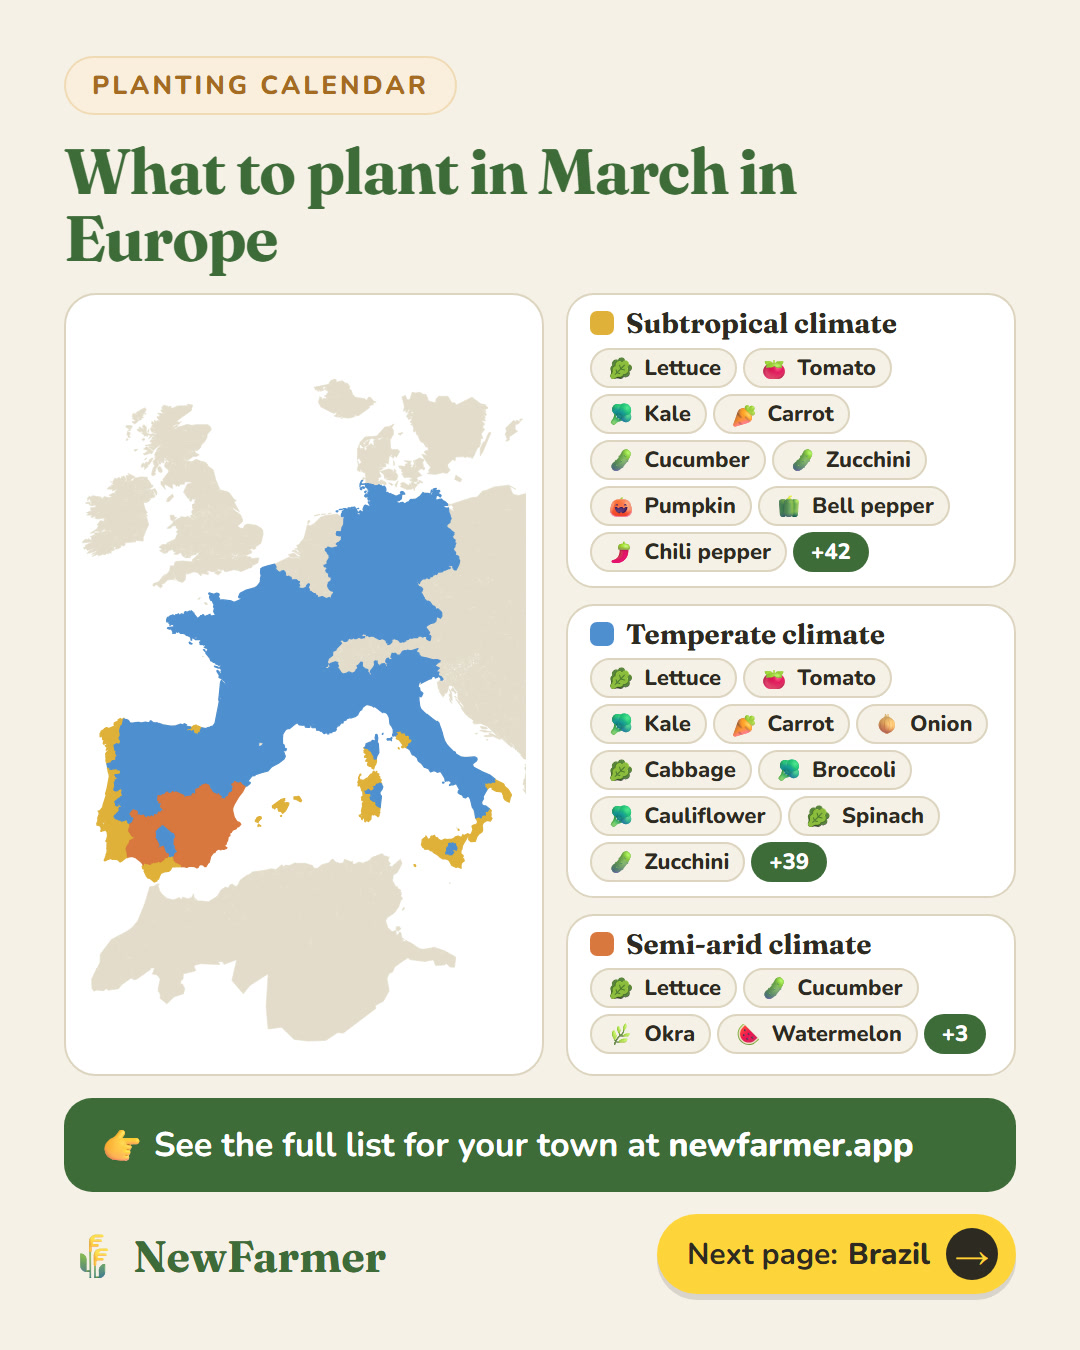 PLANTING CALENDAR
What to plant in March in
Europe
Subtropical climate
Lettuce Tomato
Kale Carrot
Cucumber Zucchini
Pumpkin Bell pepper
Chili pepper +42
Temperate climate
Lettuce Tomato
Kale Carrot Onion
Cabbage Broccoli
Cauliflower Spinach
Zucchini +39
Semi-arid climate
Lettuce Cucumber
Okra Watermelon +3
👉 See the full list for your town at newfarmer.app
NewFarmer
Next page: Brazil →